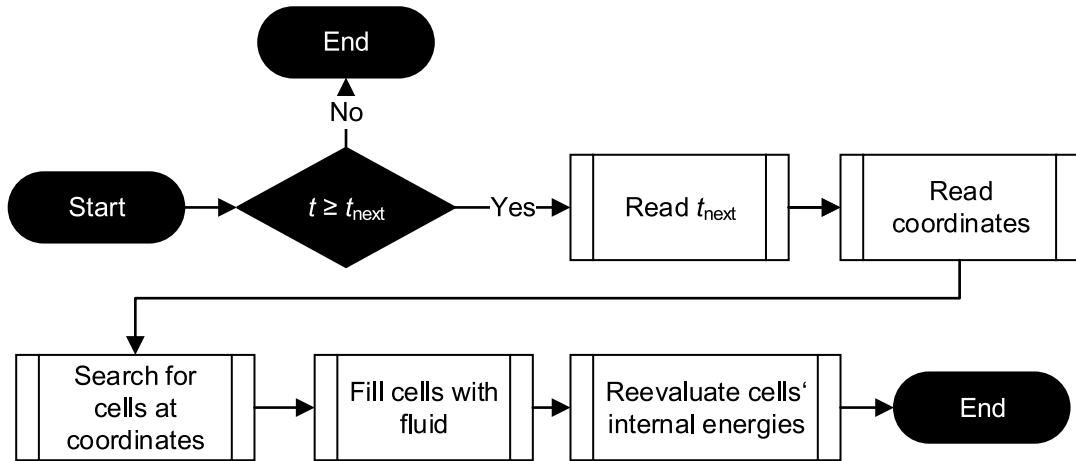 End
No
Start
t ≥ tnext
Yes
Read tnext
Read
coordinates
Search for
cells at
coordinates
Fill cells with
fluid
Reevaluate cells‘
internal energies
End